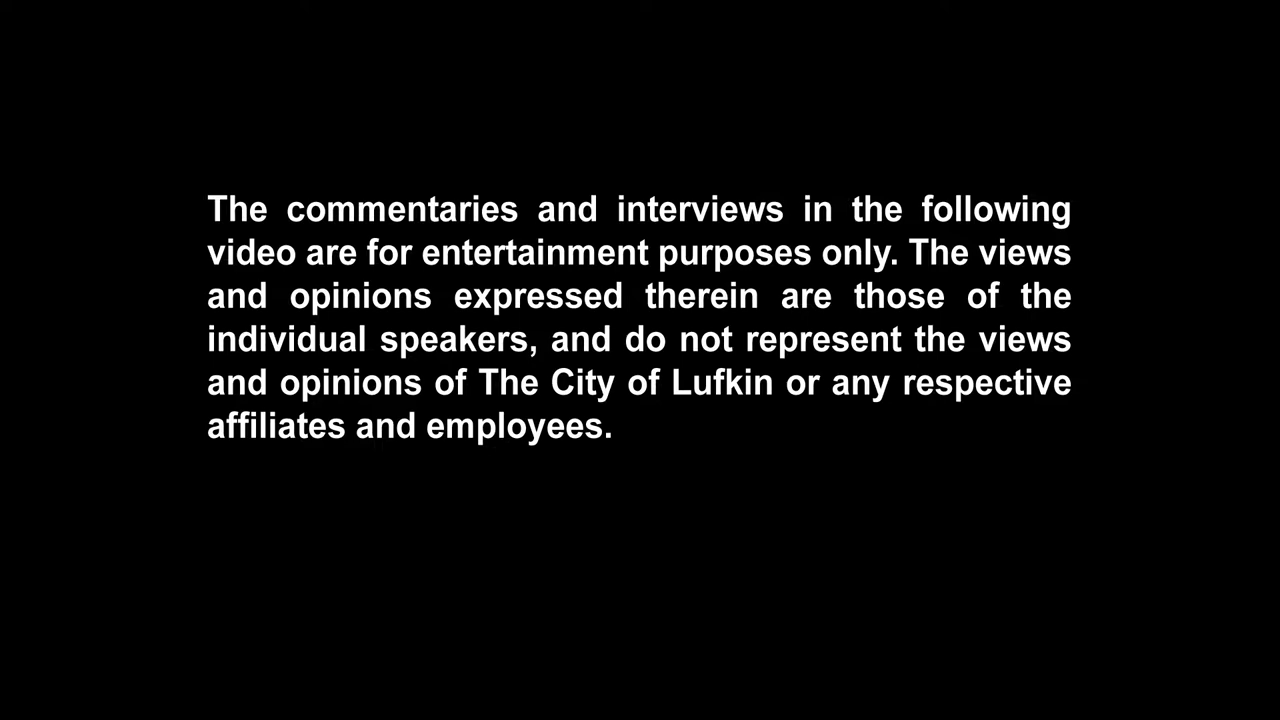 The commentaries and interviews in the following
video are for entertainment purposes only. The views
and opinions expressed therein are those of the
individual speakers, and do not represent the views
and opinions of The City of Lufkin or any respective
affiliates and employees.